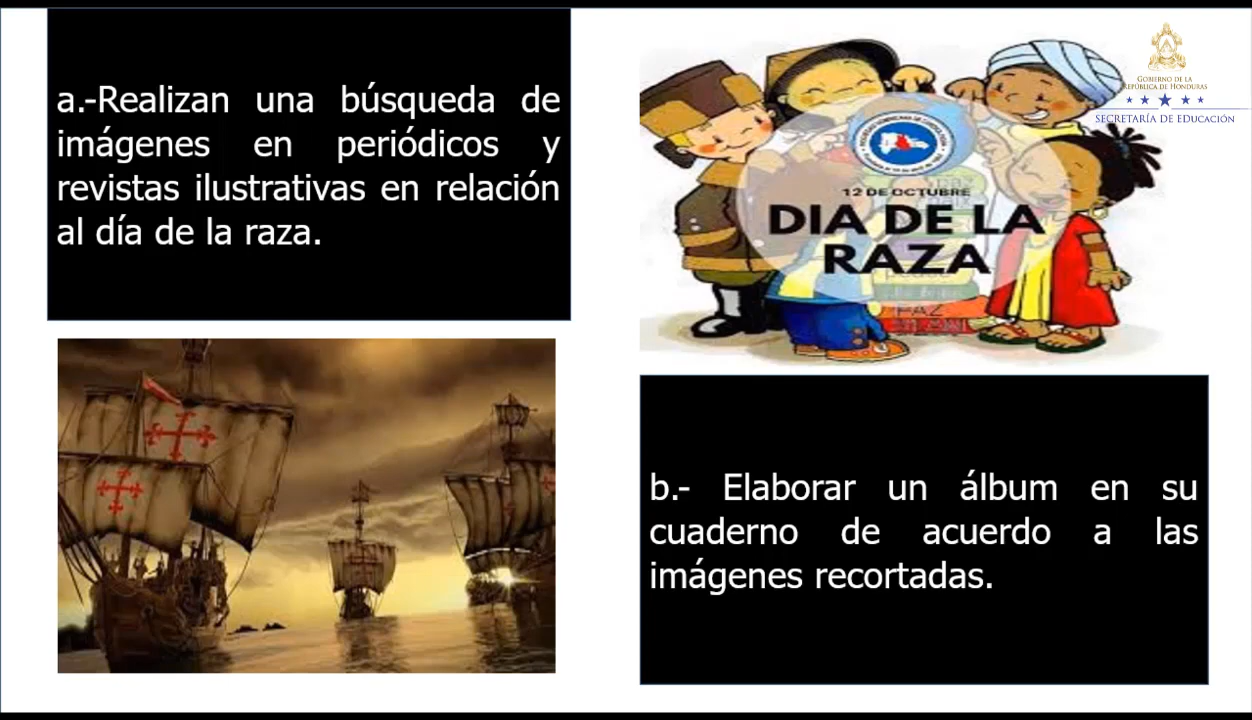 a.-Realizan una búsqueda de
imágenes en periódicos y
revistas ilustrativas en relación
al día de la raza.
12 DE OCTUBRE
DIA DE LA
RAZA
PAZ
GOBIERNO DE LA
REPÚBLICA DE HONDURAS
SECRETARÍA DE EDUCACIÓN
b.- Elaborar un álbum en su
cuaderno de acuerdo a las
imágenes recortadas.